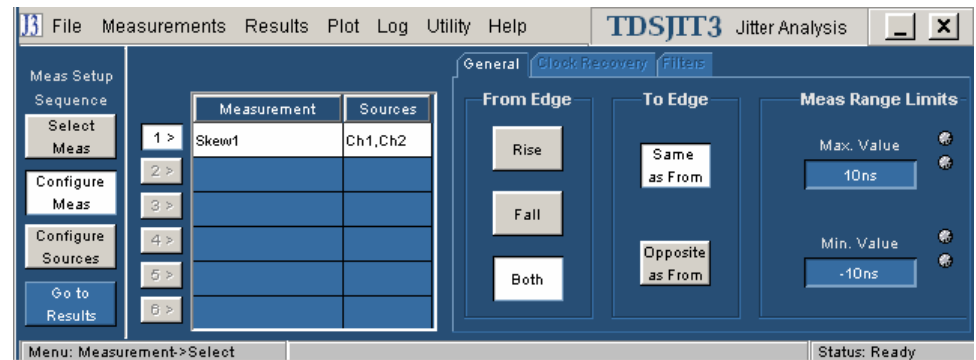 J3 File Measurements Results Plot Log Utility Help TDSJIT3 Jitter Analysis
Meas Setup
Sequence
Select
Meas
Configure
Meas
Configure
Sources
Go to
Results
Measurement Sources
1 > Skew1 Ch1,Ch2
2 >
3 >
4 >
5 >
6 >
General Clock Recovery Filters
From Edge
Rise
Fall
Both
To Edge
Same
as From
Opposite
as From
Meas Range Limits
Max. Value
10ns
Min. Value
-10ns
Menu: Measurement->Select Status: Ready